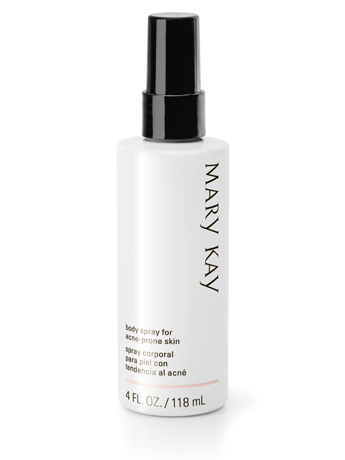 MARY KAY
body spray for
acne-prone skin
spray corporal
para piel con
tendencia al acné
4 FL. OZ. / 118 mL